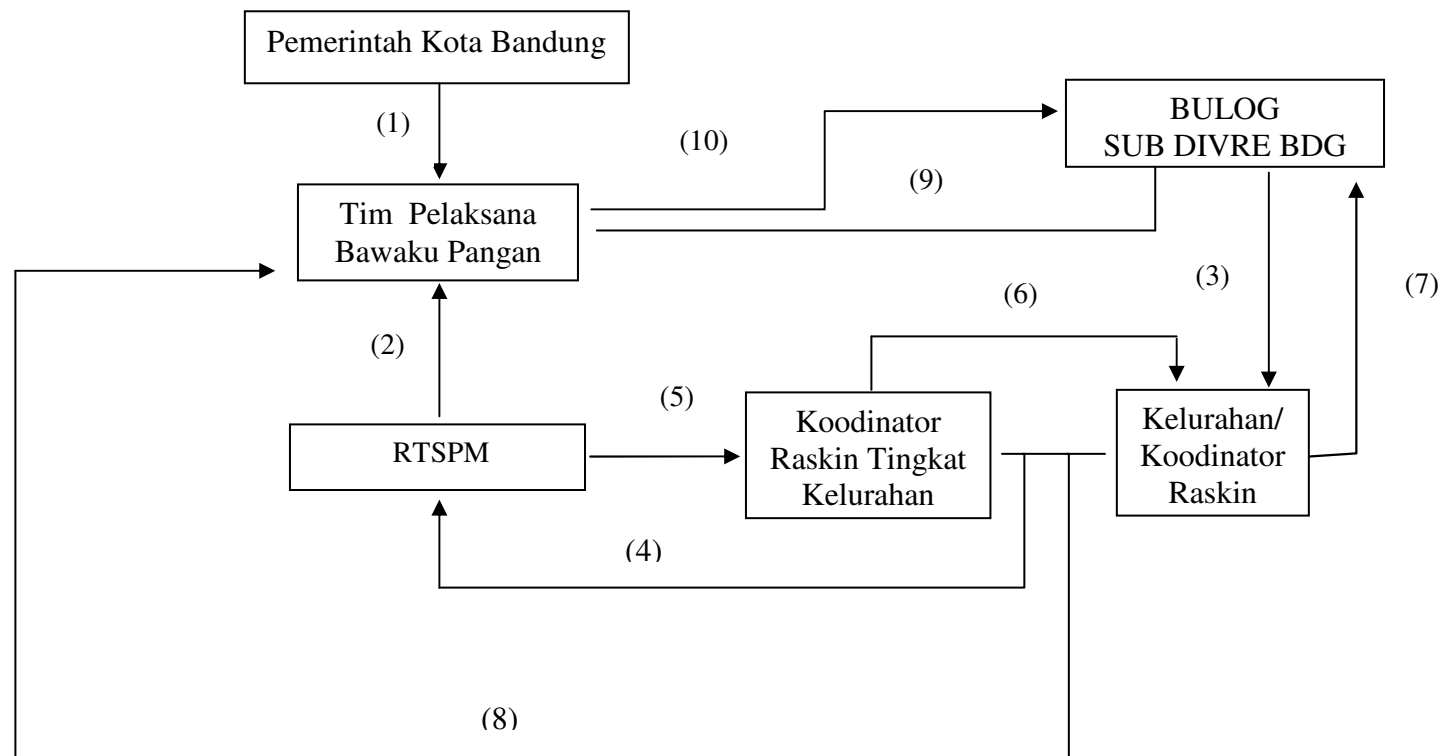 Pemerintah Kota Bandung
(1)
(10)
BULOG
SUB DIVRE BDG
(9)
Tim Pelaksana
Bawaku Pangan
(3)
(7)
(6)
(2)
(5)
RTSPM
Koodinator
Raskin Tingkat
Kelurahan
Kelurahan/
Koodinator
Raskin
(4)
(8)